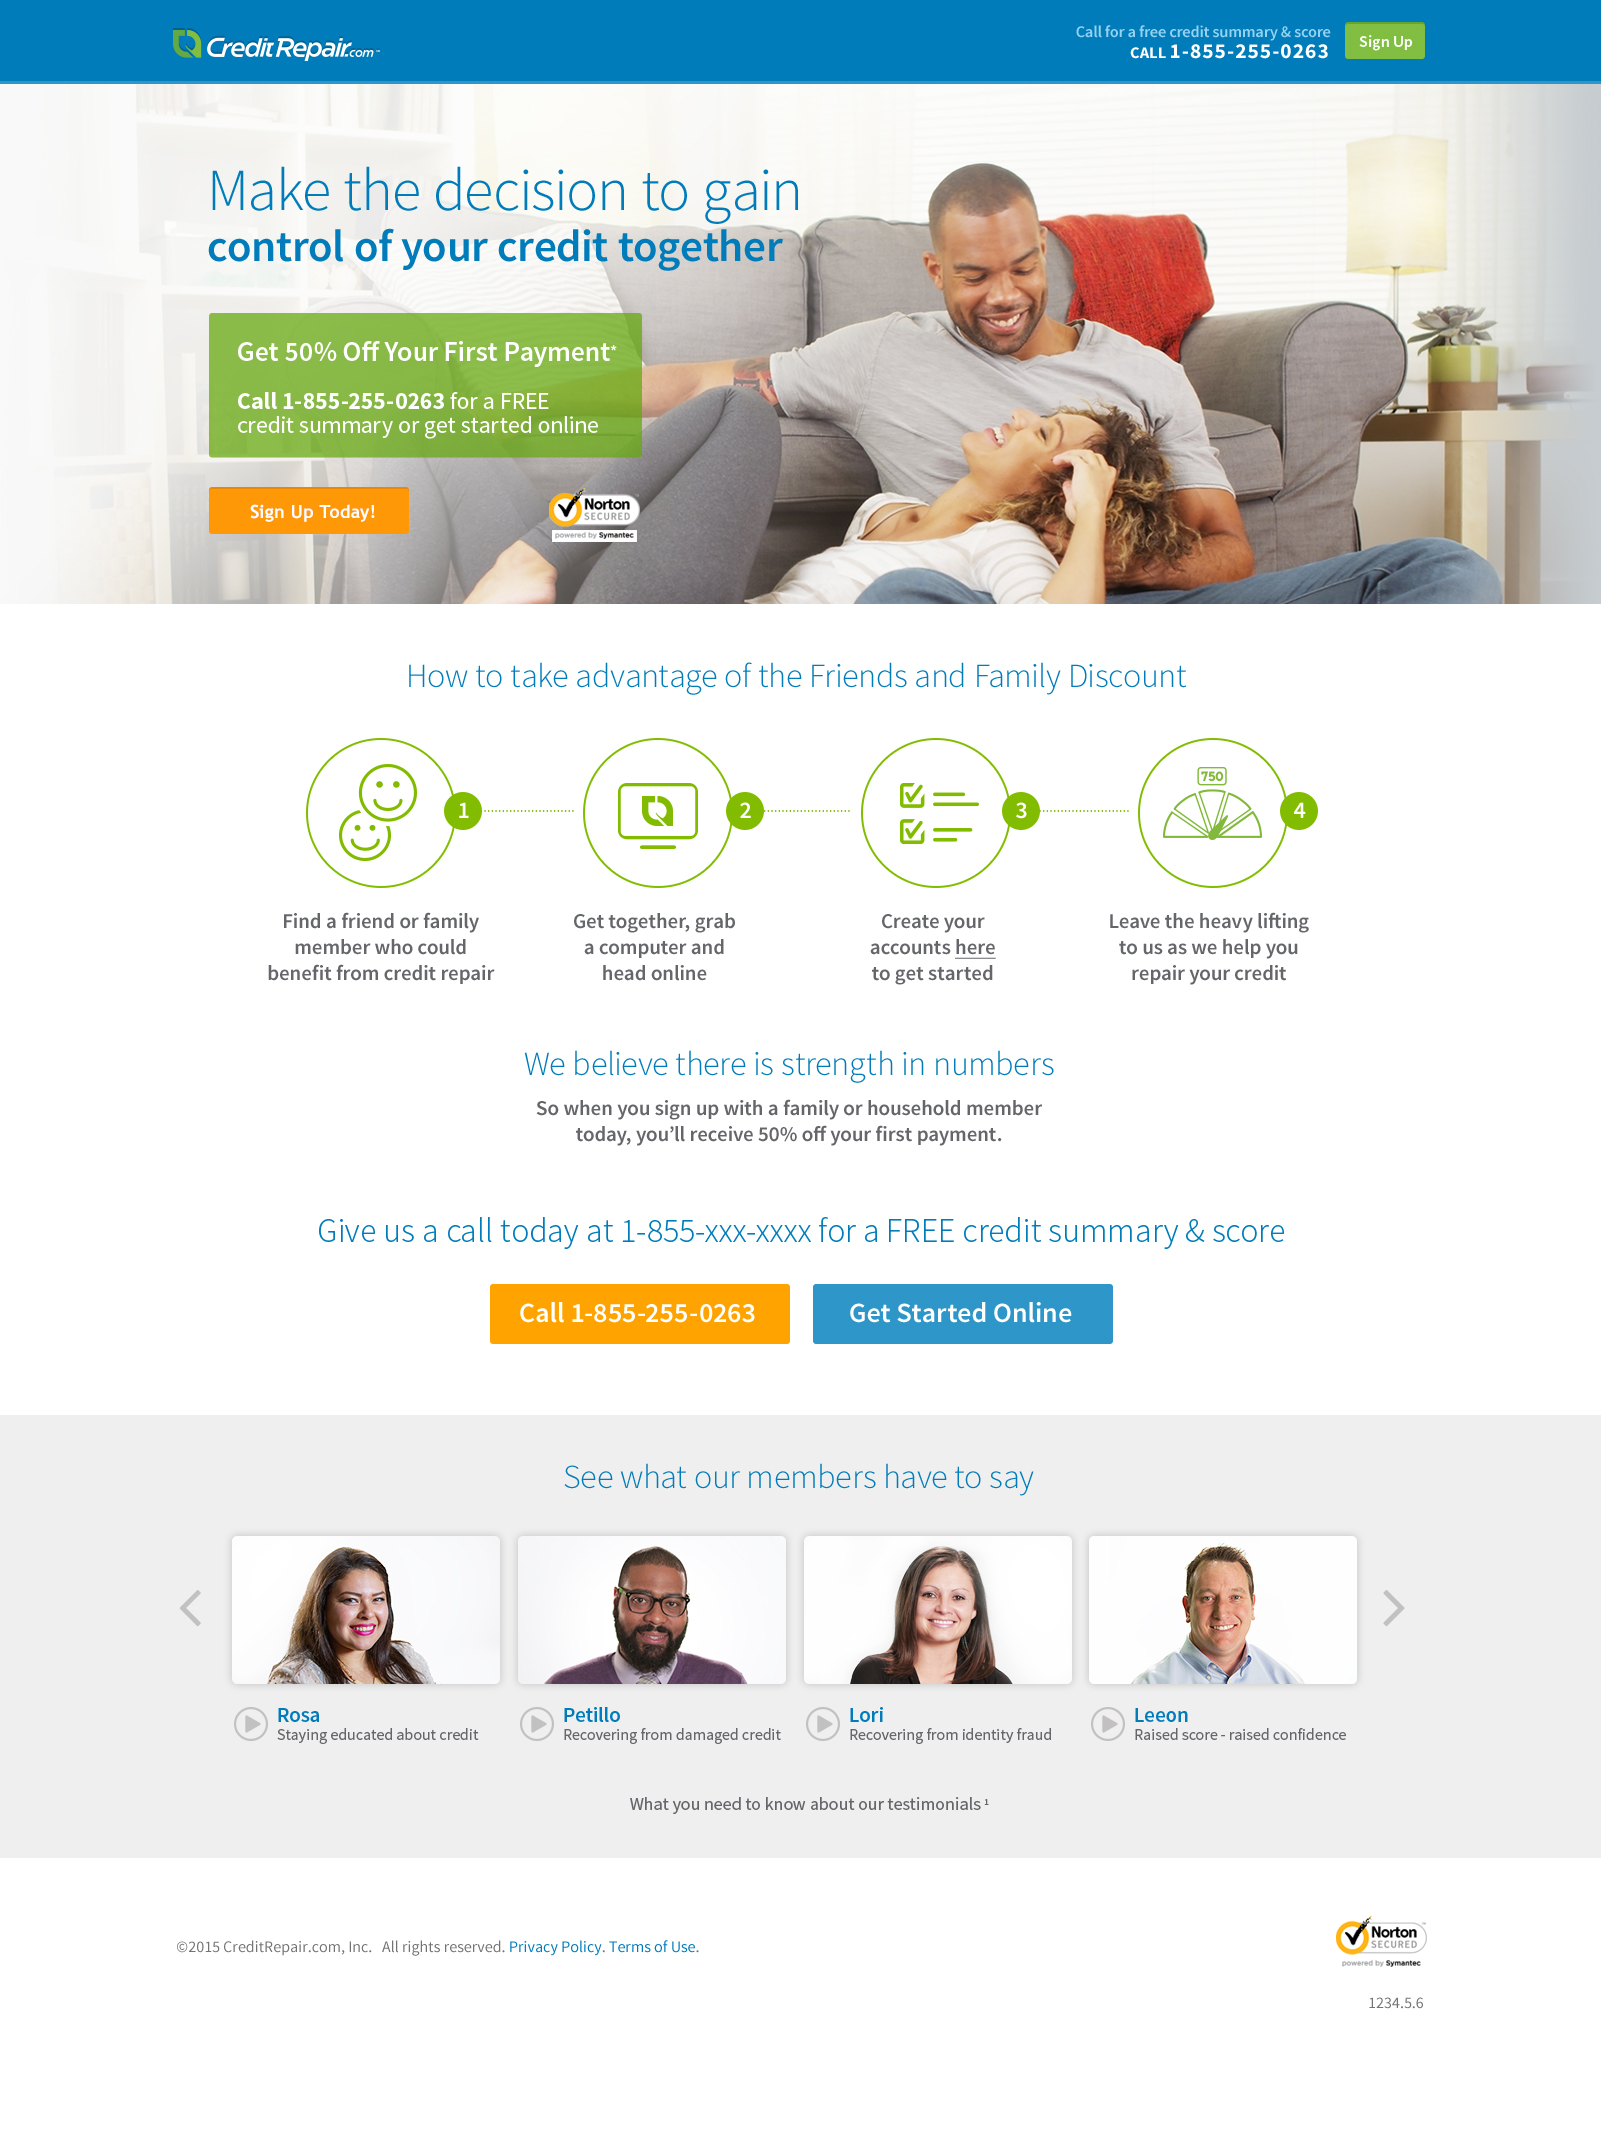 CreditRepair.com
Call for a free credit summary & score
CALL 1-855-255-0263
Sign Up
Make the decision to gain
control of your credit together
Get 50% Off Your First Payment*
Call 1-855-255-0263 for a FREE
credit summary or get started online
Sign Up Today!
Norton
SECURED
powered by Symantec
How to take advantage of the Friends and Family Discount
1
2
3
750
4
Find a friend or family
member who could
benefit from credit repair
Get together, grab
a computer and
head online
Create your
accounts here
to get started
Leave the heavy lifting
to us as we help you
repair your credit
We believe there is strength in numbers
So when you sign up with a family or household member
today, you’ll receive 50% off your first payment.
Give us a call today at 1-855-xxx-xxxx for a FREE credit summary & score
Call 1-855-255-0263
Get Started Online
See what our members have to say
Rosa
Staying educated about credit
Petillo
Recovering from damaged credit
Lori
Recovering from identity fraud
Leeon
Raised score - raised confidence
What you need to know about our testimonials ¹
©2015 CreditRepair.com, Inc. All rights reserved. Privacy Policy. Terms of Use.
Norton
SECURED
powered by Symantec
1234.5.6